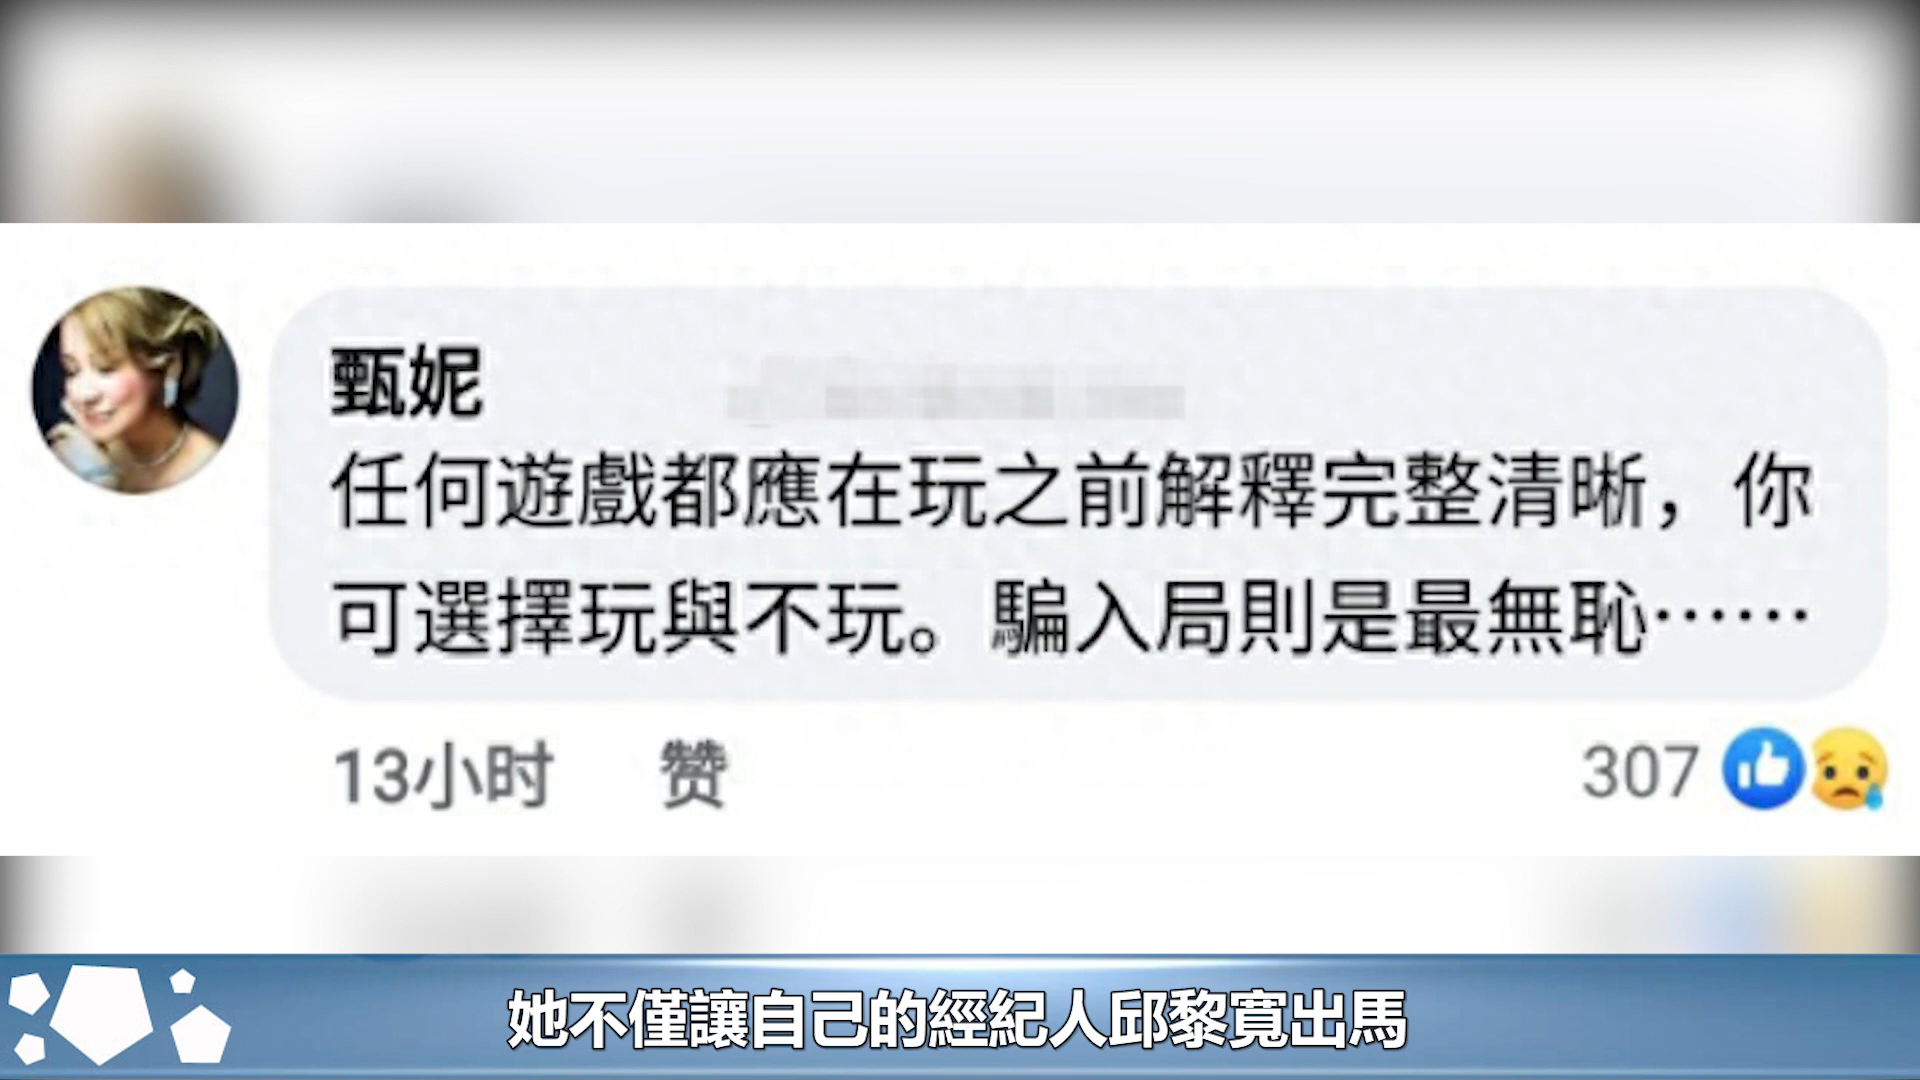 甄妮
任何遊戲都應在玩之前解釋完整清晰，你
可選擇玩與不玩。騙入局則是最無恥……
13小时 赞 307
她不僅讓自己的經紀人邱黎寬出馬